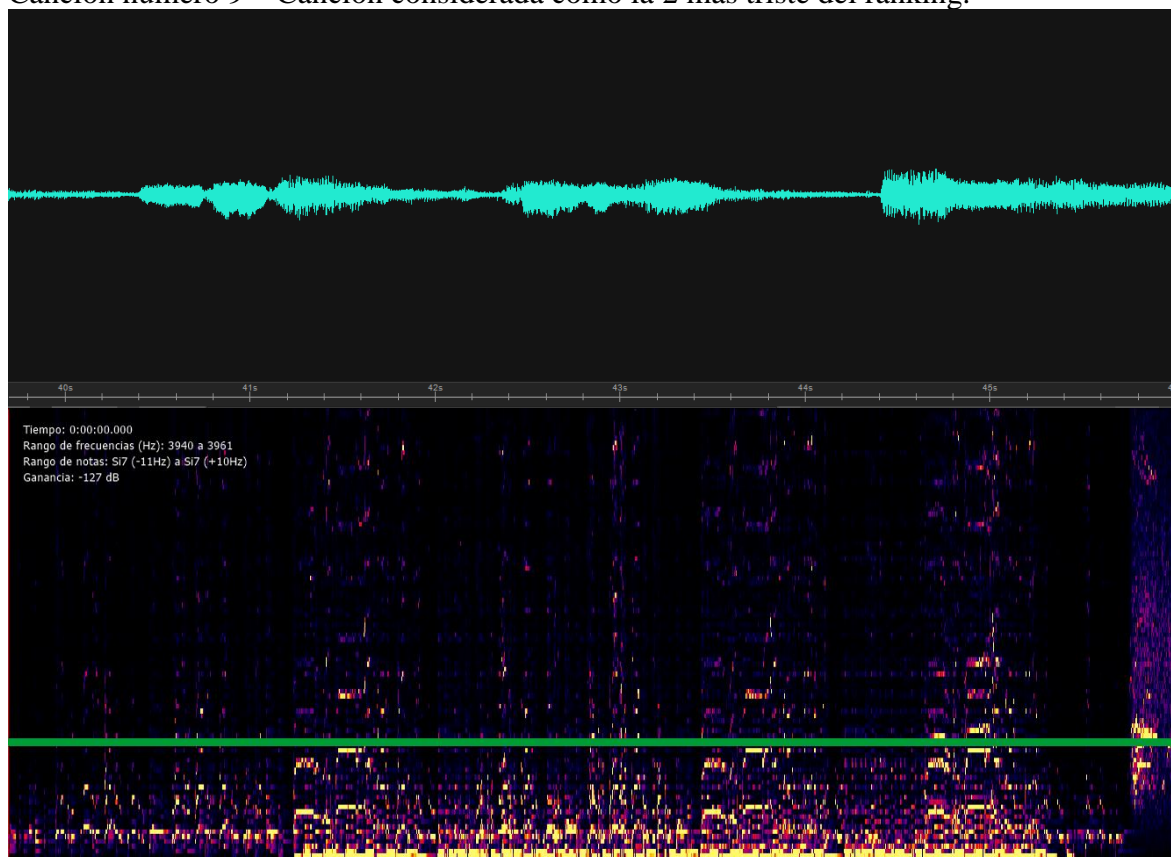 Canción número 9 – Canción considerada como la 2 más triste del ranking.
40s 41s 42s 43s 44s 45s
Tiempo: 0:00:00.000
Rango de frecuencias (Hz): 3940 a 3961
Rango de notas: Si7 (-11Hz) a Si7 (+10Hz)
Ganancia: -127 dB